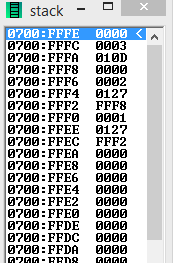 stack
0700:FFFE 0000 <
0700:FFFC 0003
0700:FFFA 010D
0700:FFF8 0000
0700:FFF6 0002
0700:FFF4 0127
0700:FFF2 FFF8
0700:FFF0 0001
0700:FFEE 0127
0700:FFEC FFF2
0700:FFEA 0000
0700:FFE8 0000
0700:FFE6 0000
0700:FFE4 0000
0700:FFE2 0000
0700:FFE0 0000
0700:FFDE 0000
0700:FFDC 0000
0700:FFDA 0000
0700:FFD8 0000